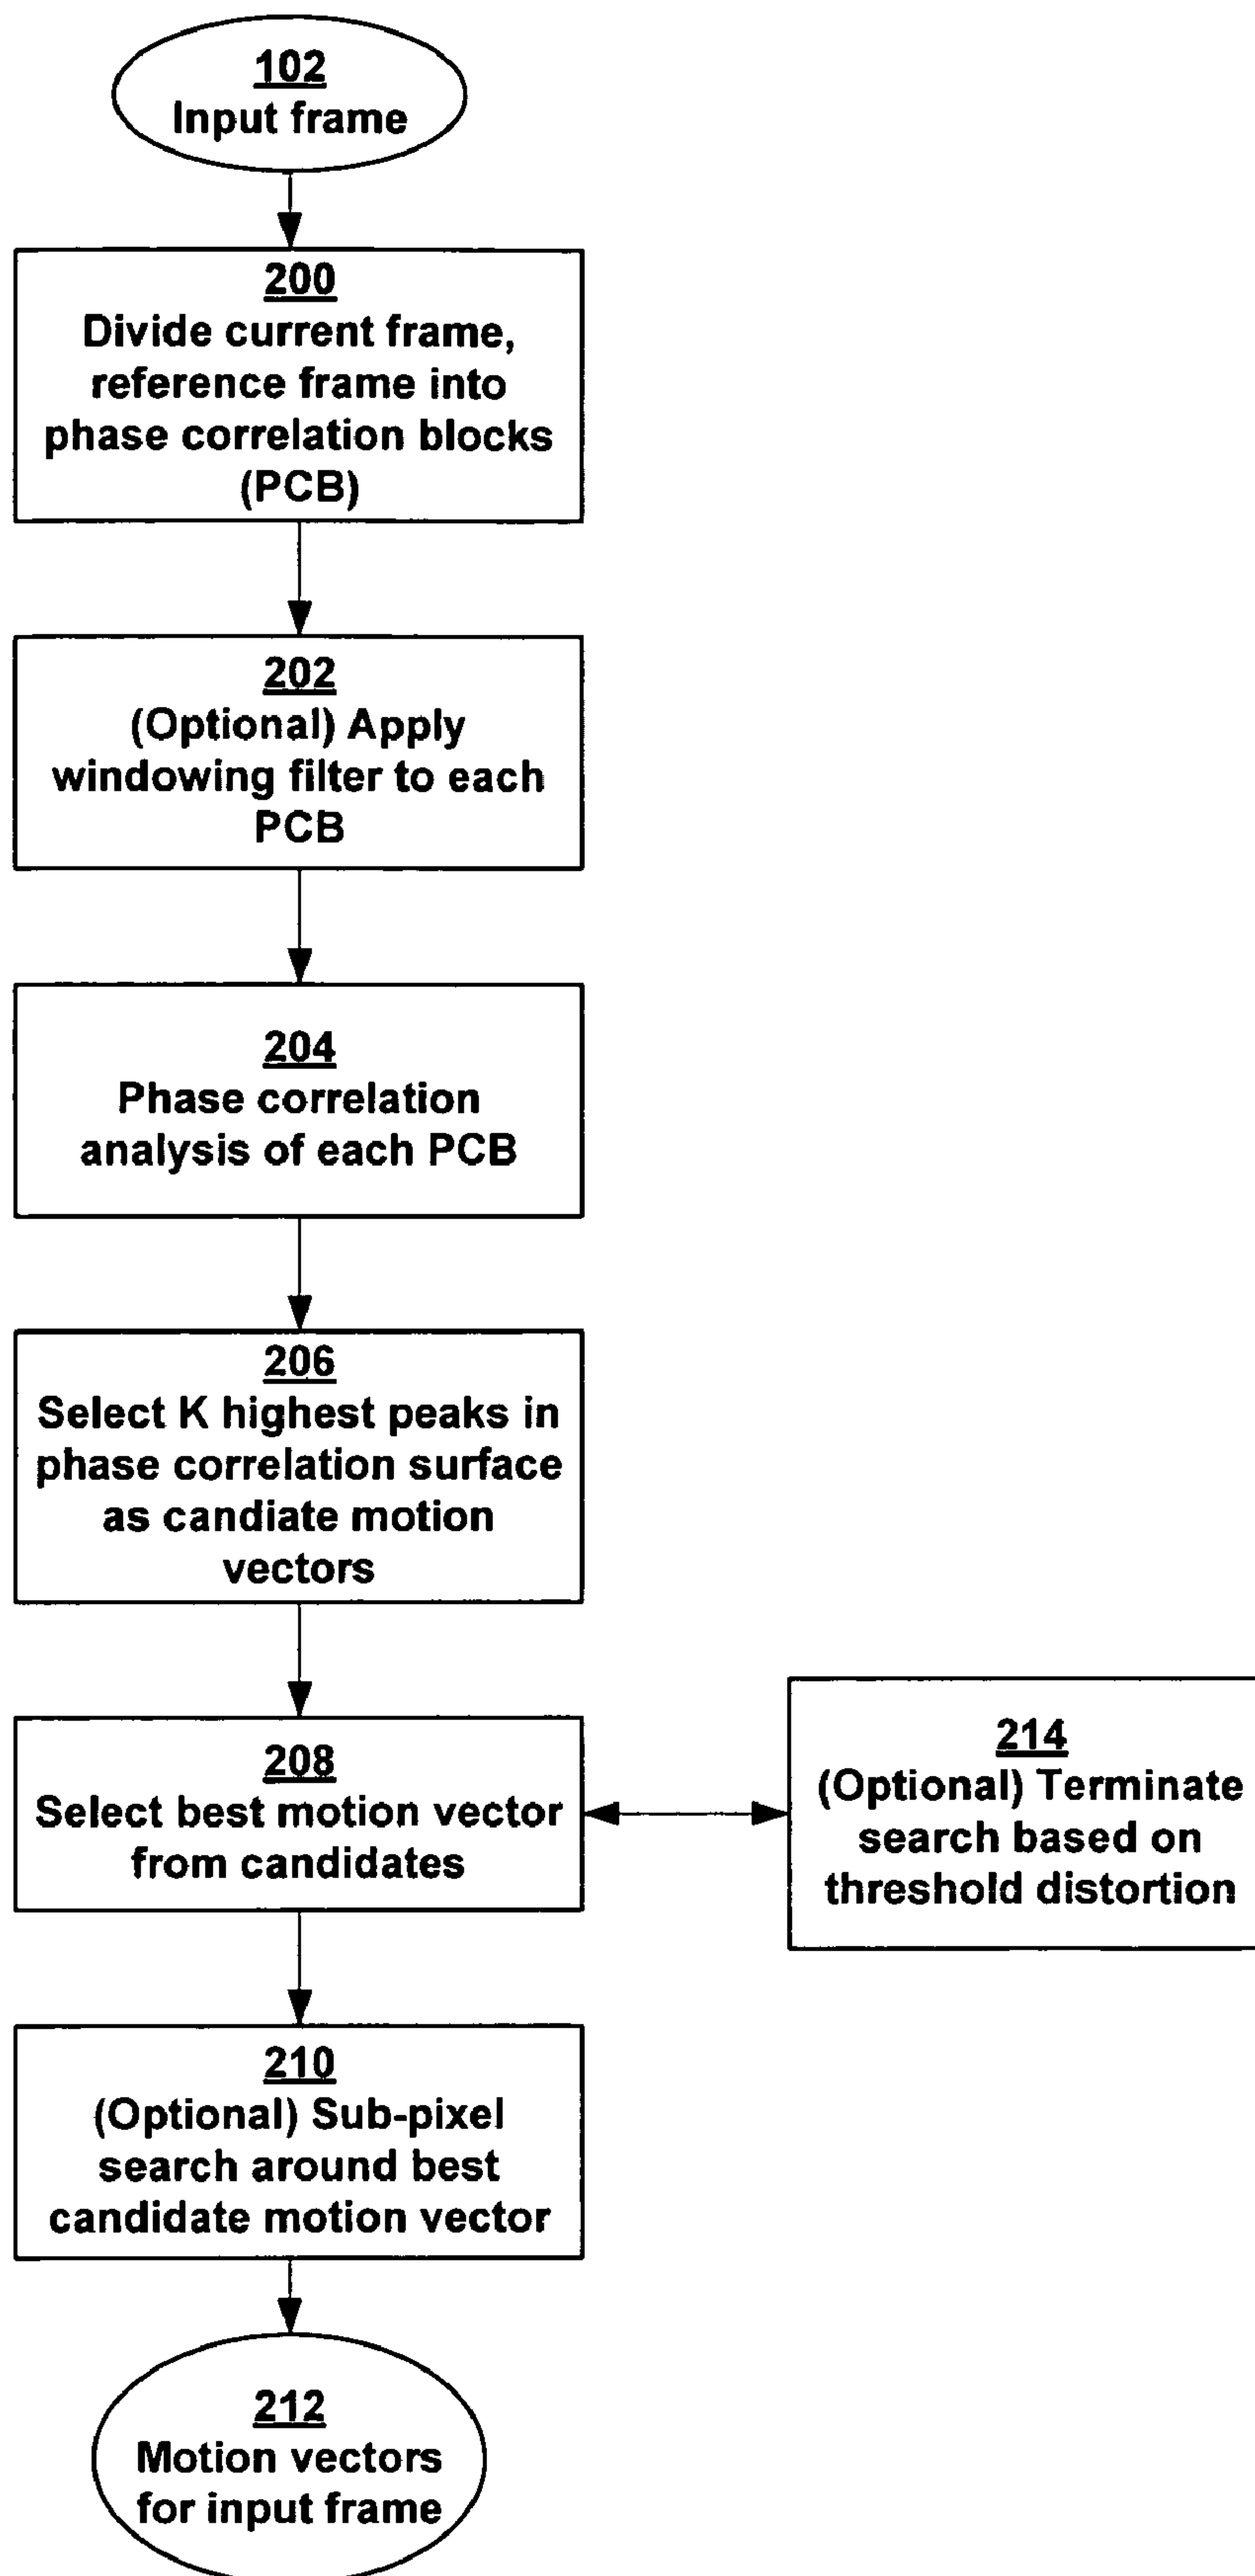 102
Input frame
200
Divide current frame,
reference frame into
phase correlation blocks
(PCB)
202
(Optional) Apply
windowing filter to each
PCB
204
Phase correlation
analysis of each PCB
206
Select K highest peaks in
phase correlation surface
as candiate motion
vectors
208
Select best motion vector
from candidates
214
(Optional) Terminate
search based on
threshold distortion
210
(Optional) Sub-pixel
search around best
candidate motion vector
212
Motion vectors
for input frame